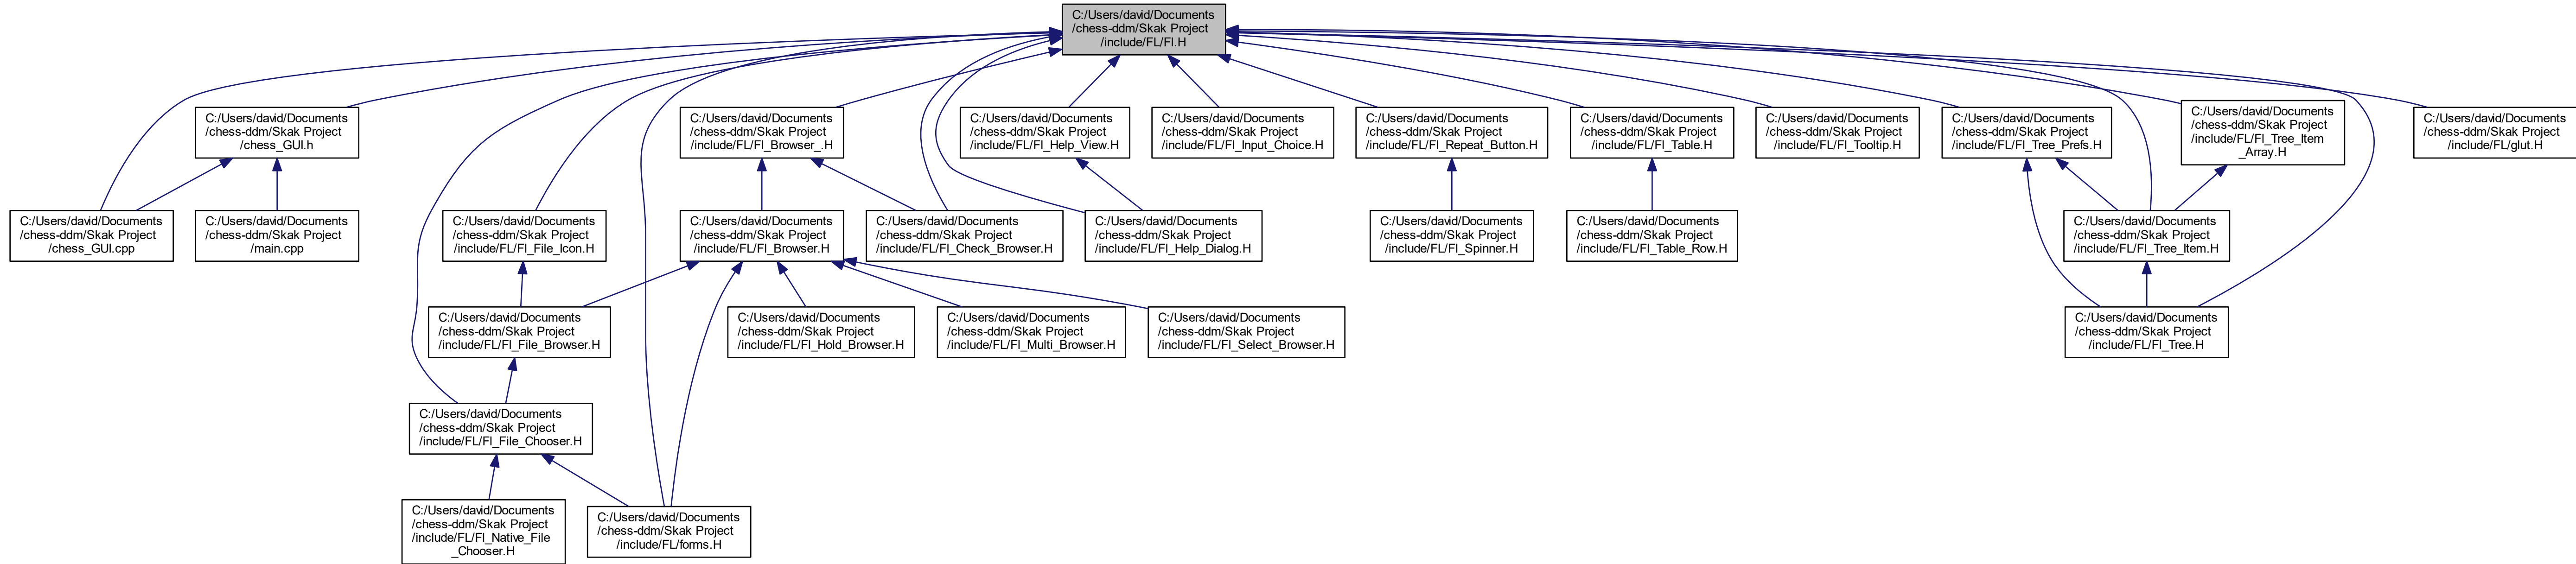 C:/Users/david/Documents
/chess-ddm/Skak Project
/include/FL/Fl.H
C:/Users/david/Documents
/chess-ddm/Skak Project
/chess_GUI.h
C:/Users/david/Documents
/chess-ddm/Skak Project
/include/FL/Fl_Browser_.H
C:/Users/david/Documents
/chess-ddm/Skak Project
/include/FL/Fl_Help_View.H
C:/Users/david/Documents
/chess-ddm/Skak Project
/include/FL/Fl_Input_Choice.H
C:/Users/david/Documents
/chess-ddm/Skak Project
/include/FL/Fl_Repeat_Button.H
C:/Users/david/Documents
/chess-ddm/Skak Project
/include/FL/Fl_Table.H
C:/Users/david/Documents
/chess-ddm/Skak Project
/include/FL/Fl_Tooltip.H
C:/Users/david/Documents
/chess-ddm/Skak Project
/include/FL/Fl_Tree_Prefs.H
C:/Users/david/Documents
/chess-ddm/Skak Project
/include/FL/Fl_Tree_Item
_Array.H
C:/Users/david/Documents
/chess-ddm/Skak Project
/include/FL/glut.H
C:/Users/david/Documents
/chess-ddm/Skak Project
/chess_GUI.cpp
C:/Users/david/Documents
/chess-ddm/Skak Project
/main.cpp
C:/Users/david/Documents
/chess-ddm/Skak Project
/include/FL/Fl_File_Icon.H
C:/Users/david/Documents
/chess-ddm/Skak Project
/include/FL/Fl_Browser.H
C:/Users/david/Documents
/chess-ddm/Skak Project
/include/FL/Fl_Check_Browser.H
C:/Users/david/Documents
/chess-ddm/Skak Project
/include/FL/Fl_Help_Dialog.H
C:/Users/david/Documents
/chess-ddm/Skak Project
/include/FL/Fl_Spinner.H
C:/Users/david/Documents
/chess-ddm/Skak Project
/include/FL/Fl_Table_Row.H
C:/Users/david/Documents
/chess-ddm/Skak Project
/include/FL/Fl_Tree_Item.H
C:/Users/david/Documents
/chess-ddm/Skak Project
/include/FL/Fl_File_Browser.H
C:/Users/david/Documents
/chess-ddm/Skak Project
/include/FL/Fl_Hold_Browser.H
C:/Users/david/Documents
/chess-ddm/Skak Project
/include/FL/Fl_Multi_Browser.H
C:/Users/david/Documents
/chess-ddm/Skak Project
/include/FL/Fl_Select_Browser.H
C:/Users/david/Documents
/chess-ddm/Skak Project
/include/FL/Fl_Tree.H
C:/Users/david/Documents
/chess-ddm/Skak Project
/include/FL/Fl_File_Chooser.H
C:/Users/david/Documents
/chess-ddm/Skak Project
/include/FL/Fl_Native_File
_Chooser.H
C:/Users/david/Documents
/chess-ddm/Skak Project
/include/FL/forms.H